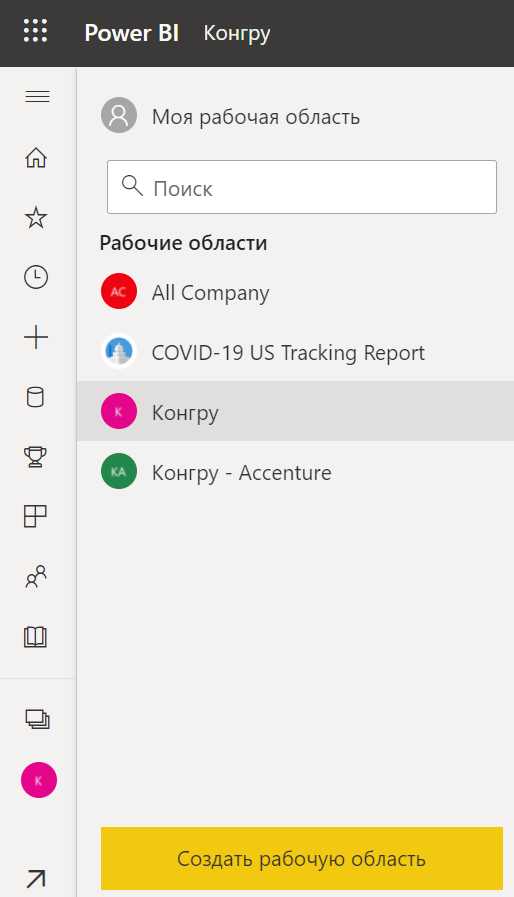 Power BI Конгру
Моя рабочая область
Поиск
Рабочие области
AC All Company
COVID-19 US Tracking Report
К Конгру
КА Конгру - Accenture
К
Создать рабочую область